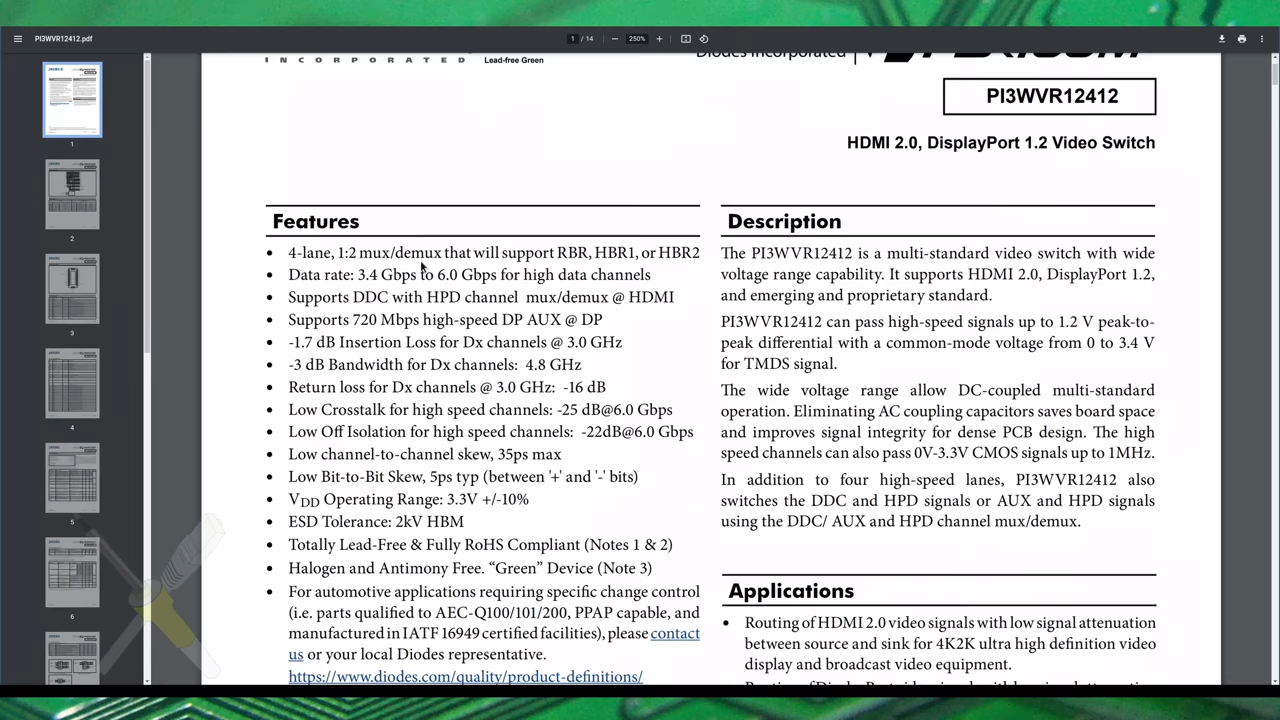 PI3WVR12412.pdf
1 / 14
250%
INCORPORATED
Lead-free Green
Diodes Incorporated
PI3WVR12412
HDMI 2.0, DisplayPort 1.2 Video Switch
Features
• 4-lane, 1:2 mux/demux that will support RBR, HBR1, or HBR2
• Data rate: 3.4 Gbps to 6.0 Gbps for high data channels
• Supports DDC with HPD channel mux/demux @ HDMI
• Supports 720 Mbps high-speed DP AUX @ DP
• -1.7 dB Insertion Loss for Dx channels @ 3.0 GHz
• -3 dB Bandwidth for Dx channels: 4.8 GHz
• Return loss for Dx channels @ 3.0 GHz: -16 dB
• Low Crosstalk for high speed channels: -25 dB@6.0 Gbps
• Low Off Isolation for high speed channels: -22dB@6.0 Gbps
• Low channel-to-channel skew, 35ps max
• Low Bit-to-Bit Skew, 5ps typ (between '+' and '-' bits)
• VDD Operating Range: 3.3V +/-10%
• ESD Tolerance: 2kV HBM
• Totally Lead-Free & Fully RoHS Compliant (Notes 1 & 2)
• Halogen and Antimony Free. “Green” Device (Note 3)
• For automotive applications requiring specific change control
(i.e. parts qualified to AEC-Q100/101/200, PPAP capable, and
manufactured in IATF 16949 certified facilities), please contact
us or your local Diodes representative.
https://www.diodes.com/quality/product-definitions/
Description
The PI3WVR12412 is a multi-standard video switch with wide
voltage range capability. It supports HDMI 2.0, DisplayPort 1.2,
and emerging and proprietary standard.
PI3WVR12412 can pass high-speed signals up to 1.2 V peak-to-
peak differential with a common-mode voltage from 0 to 3.4 V
for TMDS signal.
The wide voltage range allow DC-coupled multi-standard
operation. Eliminating AC coupling capacitors saves board space
and improves signal integrity for dense PCB design. The high
speed channels can also pass 0V-3.3V CMOS signals up to 1MHz.
In addition to four high-speed lanes, PI3WVR12412 also
switches the DDC and HPD signals or AUX and HPD signals
using the DDC/ AUX and HPD channel mux/demux.
Applications
• Routing of HDMI 2.0 video signals with low signal attenuation
between source and sink for 4K2K ultra high definition video
display and broadcast video equipment.
1
2
3
4
5
6